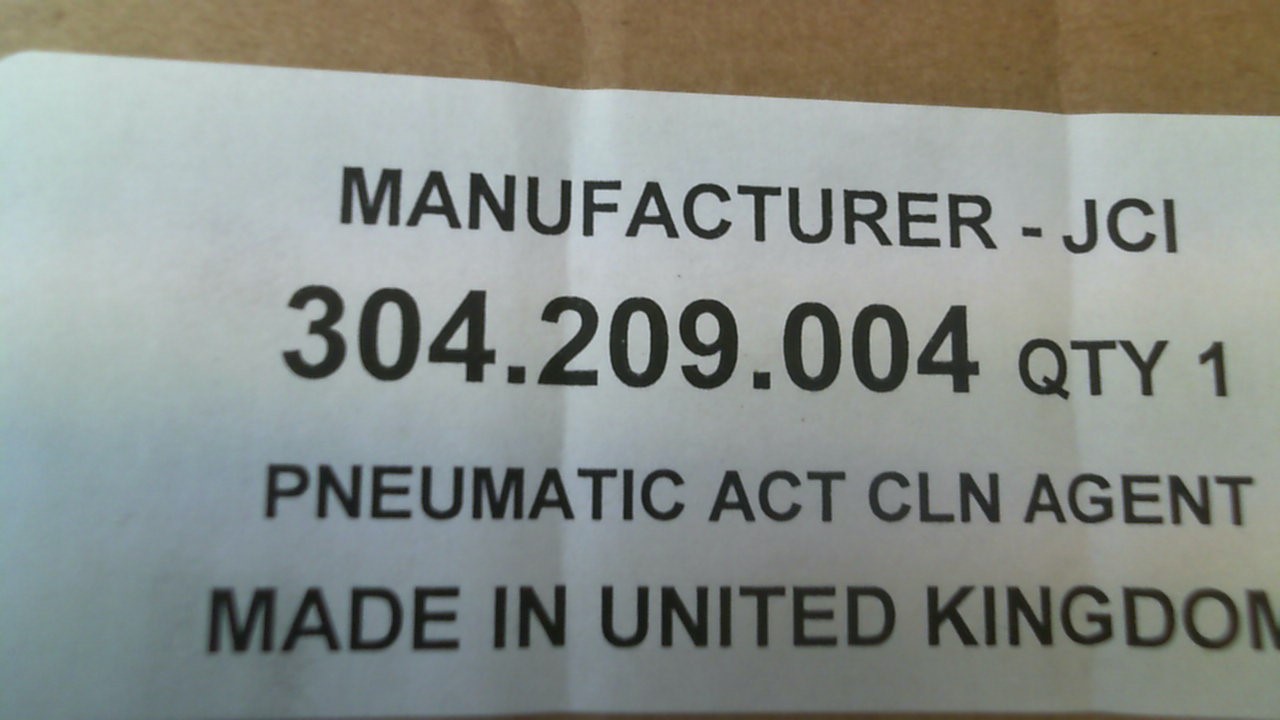 MANUFACTURER - JCI
304.209.004 QTY 1
PNEUMATIC ACT CLN AGENT
MADE IN UNITED KINGDOM